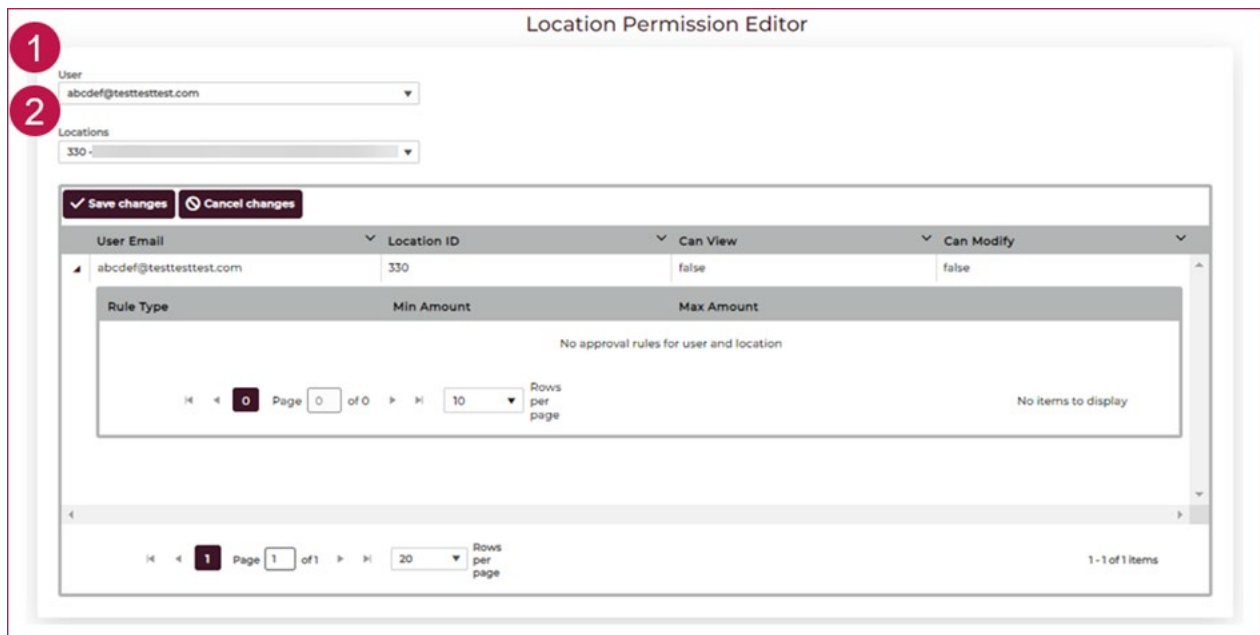 Location Permission Editor
1
User
abcdef@testtesttest.com
2
Locations
330 -
Save changes Cancel changes
User Email Location ID Can View Can Modify
abcdef@testtesttest.com 330 false false
Rule Type Min Amount Max Amount
No approval rules for user and location
0 Page 0 of 0 10 Rows per page No items to display
1 Page 1 of 1 20 Rows per page 1 - 1 of 1 items